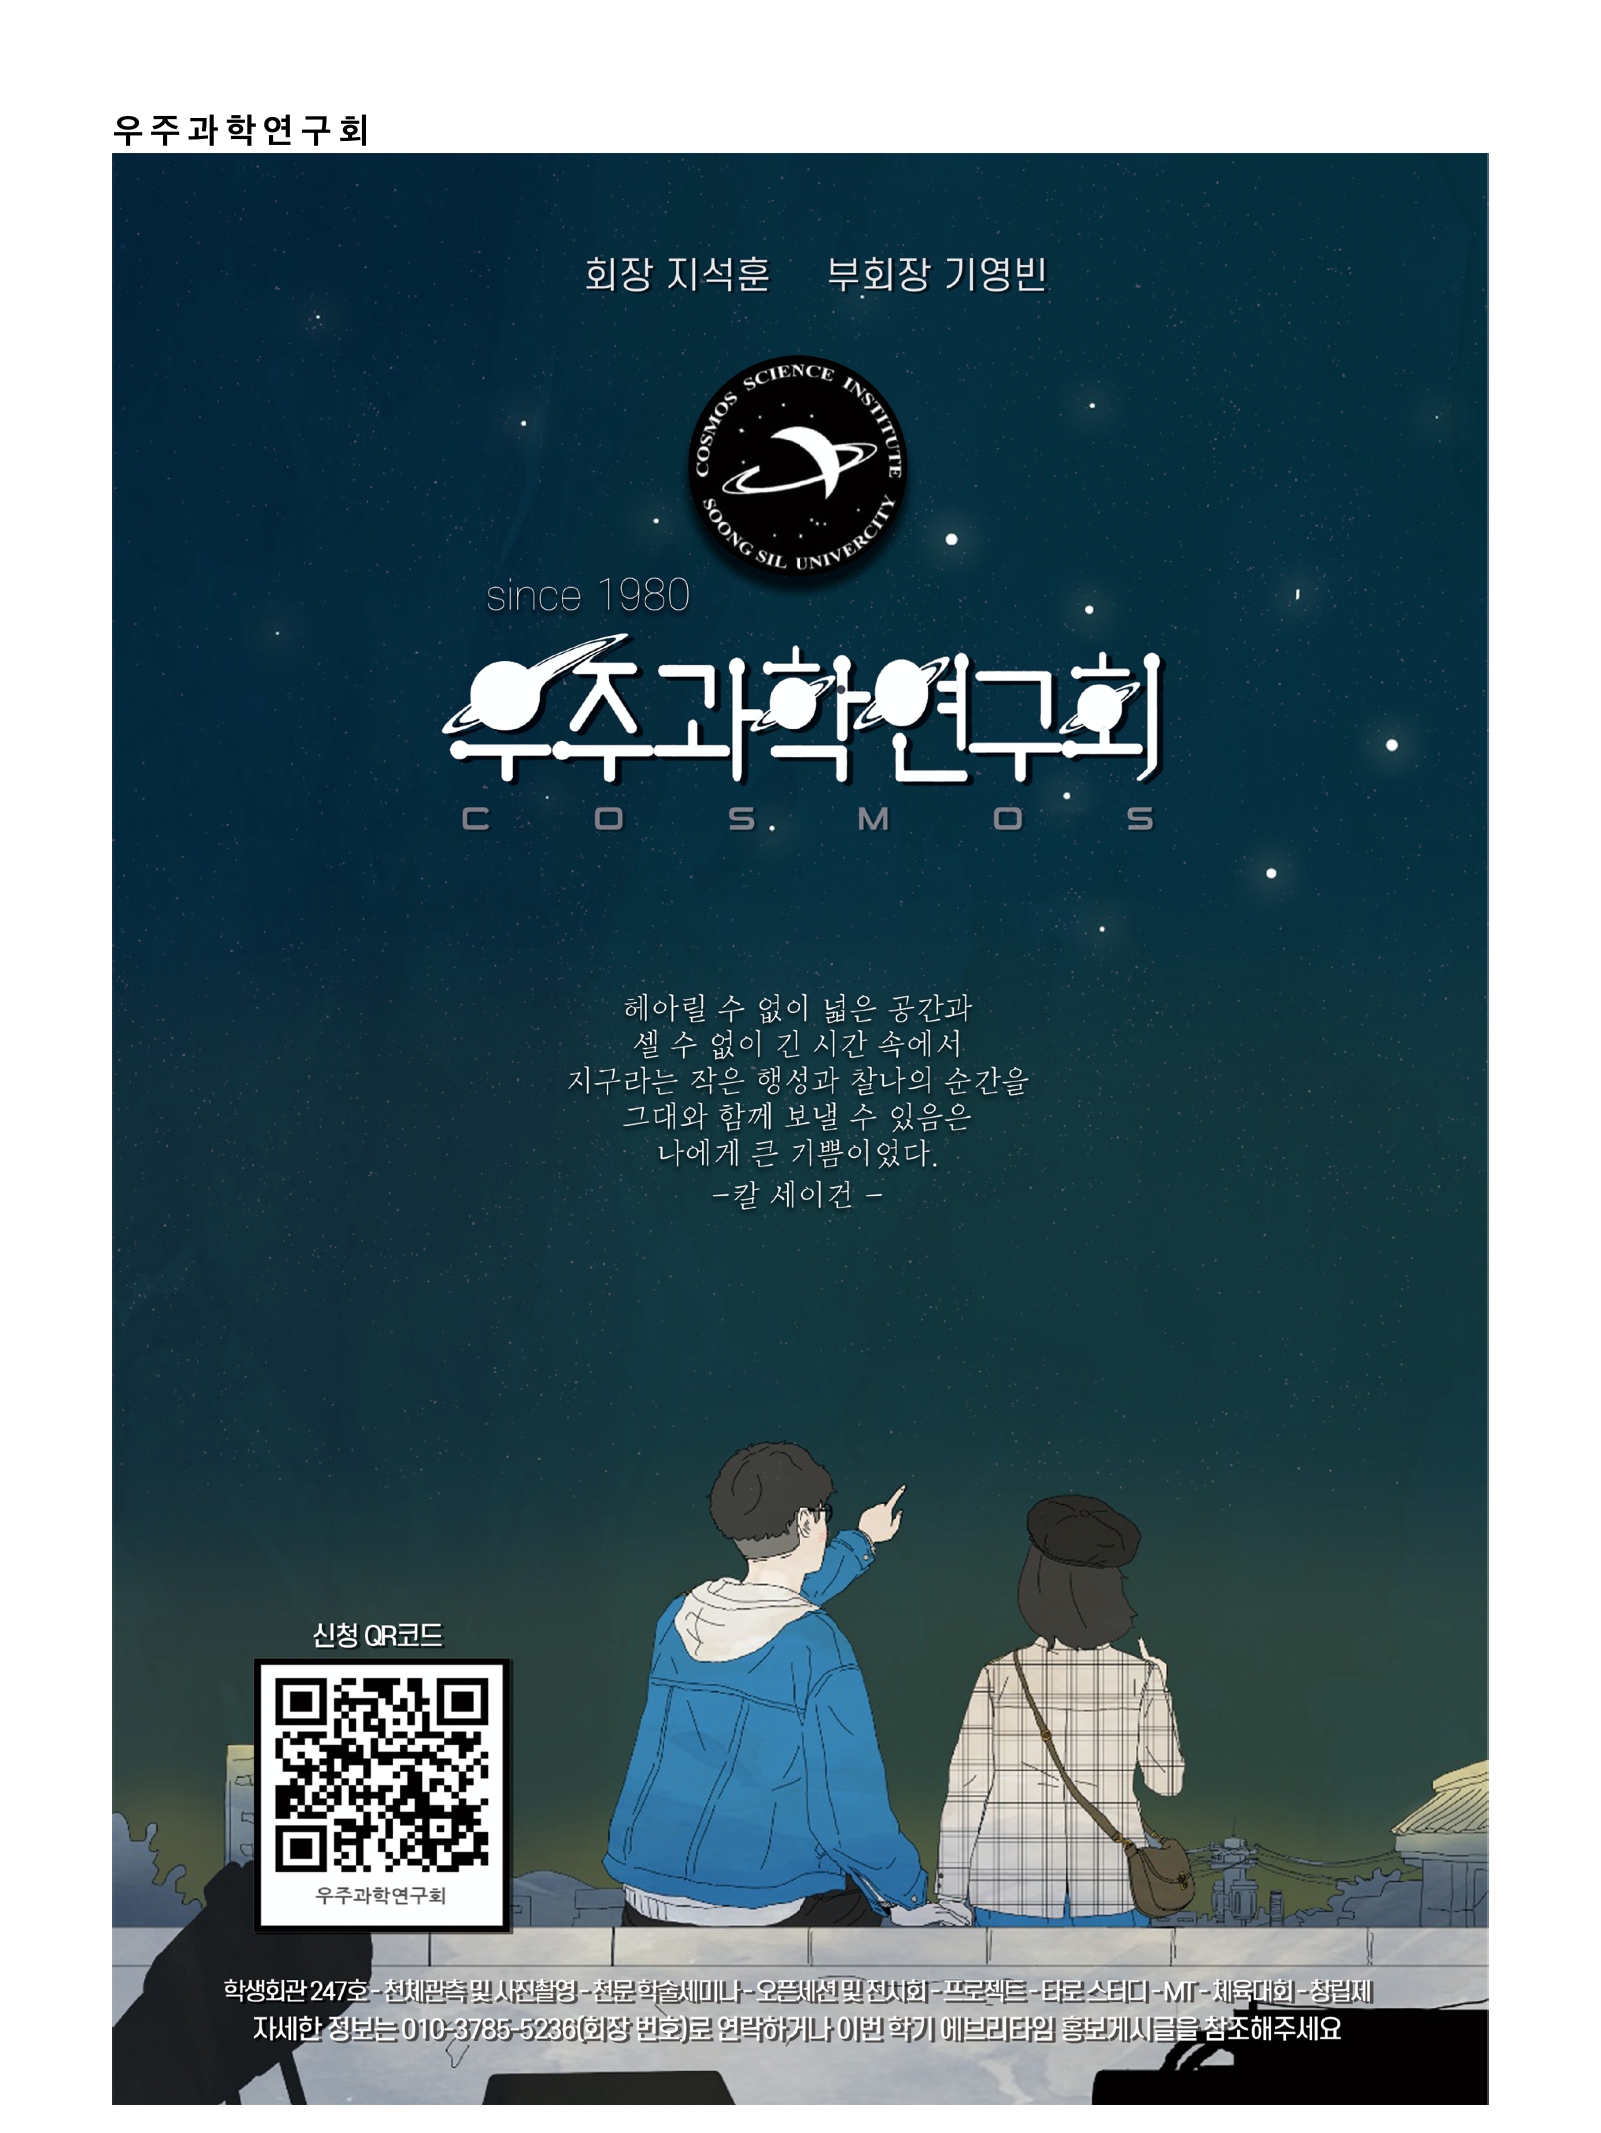 우주과학연구회
회장 지석훈 부회장 기영빈
COSMOS SCIENCE INSTITUTE
SOONG SIL UNIVERCITY
since 1980
우주과학연구회
COSMOS
헤아릴 수 없이 넓은 공간과
셀 수 없이 긴 시간 속에서
지구라는 작은 행성과 찰나의 순간을
그대와 함께 보낼 수 있음은
나에게 큰 기쁨이었다.
-칼 세이건 -
신청 QR코드
우주과학연구회
학생회관 247호 - 천체관측 및 사진촬영 - 천문 학술세미나 - 오픈세션 및 전시회 - 프로젝트 - 타로 스터디 - MT - 체육대회 - 창립제
자세한 정보는 010-3785-5236(회장 번호)로 연락하거나 이번 학기 에브리타임 홍보게시글을 참조해주세요